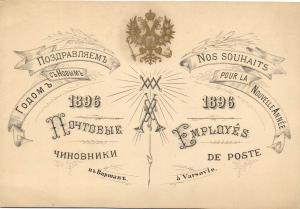 Поздравляемъ
съ Новымъ
Годомъ
1896
Почтовые
чиновники
въ Варшавѣ.
Nos souhaits
pour la
Nouvelle Année
1896
Employés
de poste
à Varsovie.